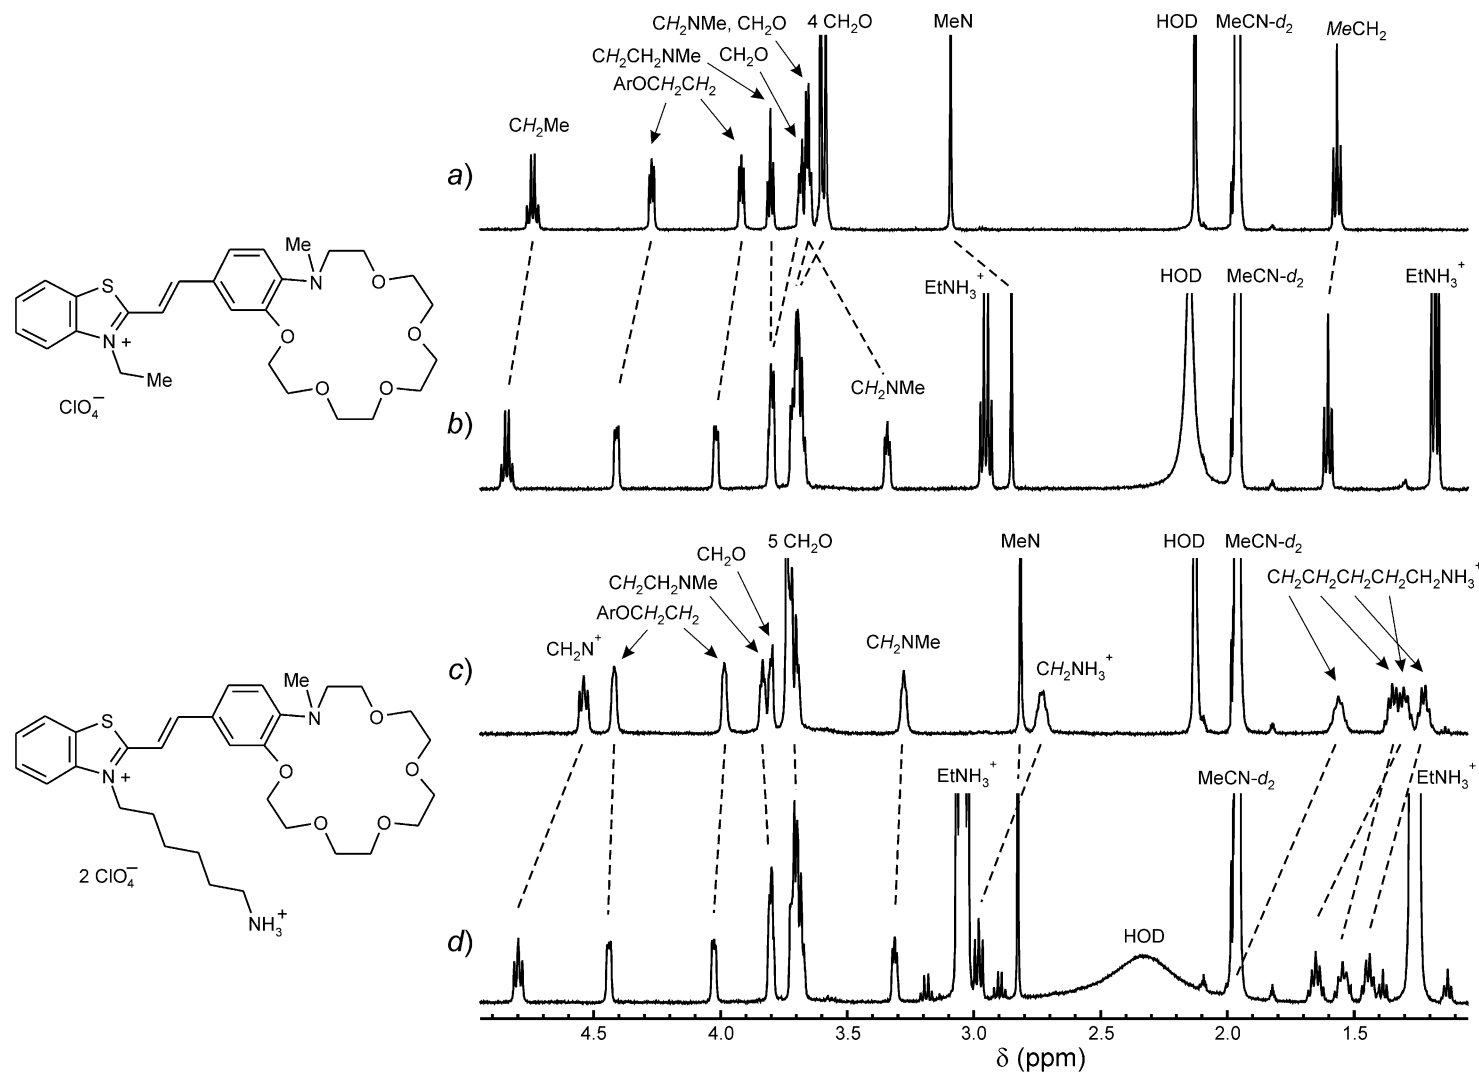 CH₂NMe, CH₂O
4 CH₂O
MeN
HOD
MeCN-d₂
MeCH₂
CH₂CH₂NMe
CH₂O
ArOCH₂CH₂
CH₂Me
a)
Me
N
O
O
S
N
+
O
O
O
O
Me
ClO₄⁻
EtNH₃⁺
HOD
MeCN-d₂
EtNH₃⁺
CH₂NMe
b)
5 CH₂O
MeN
HOD
MeCN-d₂
CH₂O
CH₂CH₂CH₂CH₂CH₂NH₃⁺
CH₂CH₂NMe
ArOCH₂CH₂
CH₂N⁺
CH₂NMe
CH₂NH₃⁺
c)
Me
N
O
S
O
O
N
+
O
O
2 ClO₄⁻
NH₃⁺
EtNH₃⁺
MeCN-d₂
EtNH₃⁺
HOD
d)
4.5 4.0 3.5 3.0 2.5 2.0 1.5
δ (ppm)